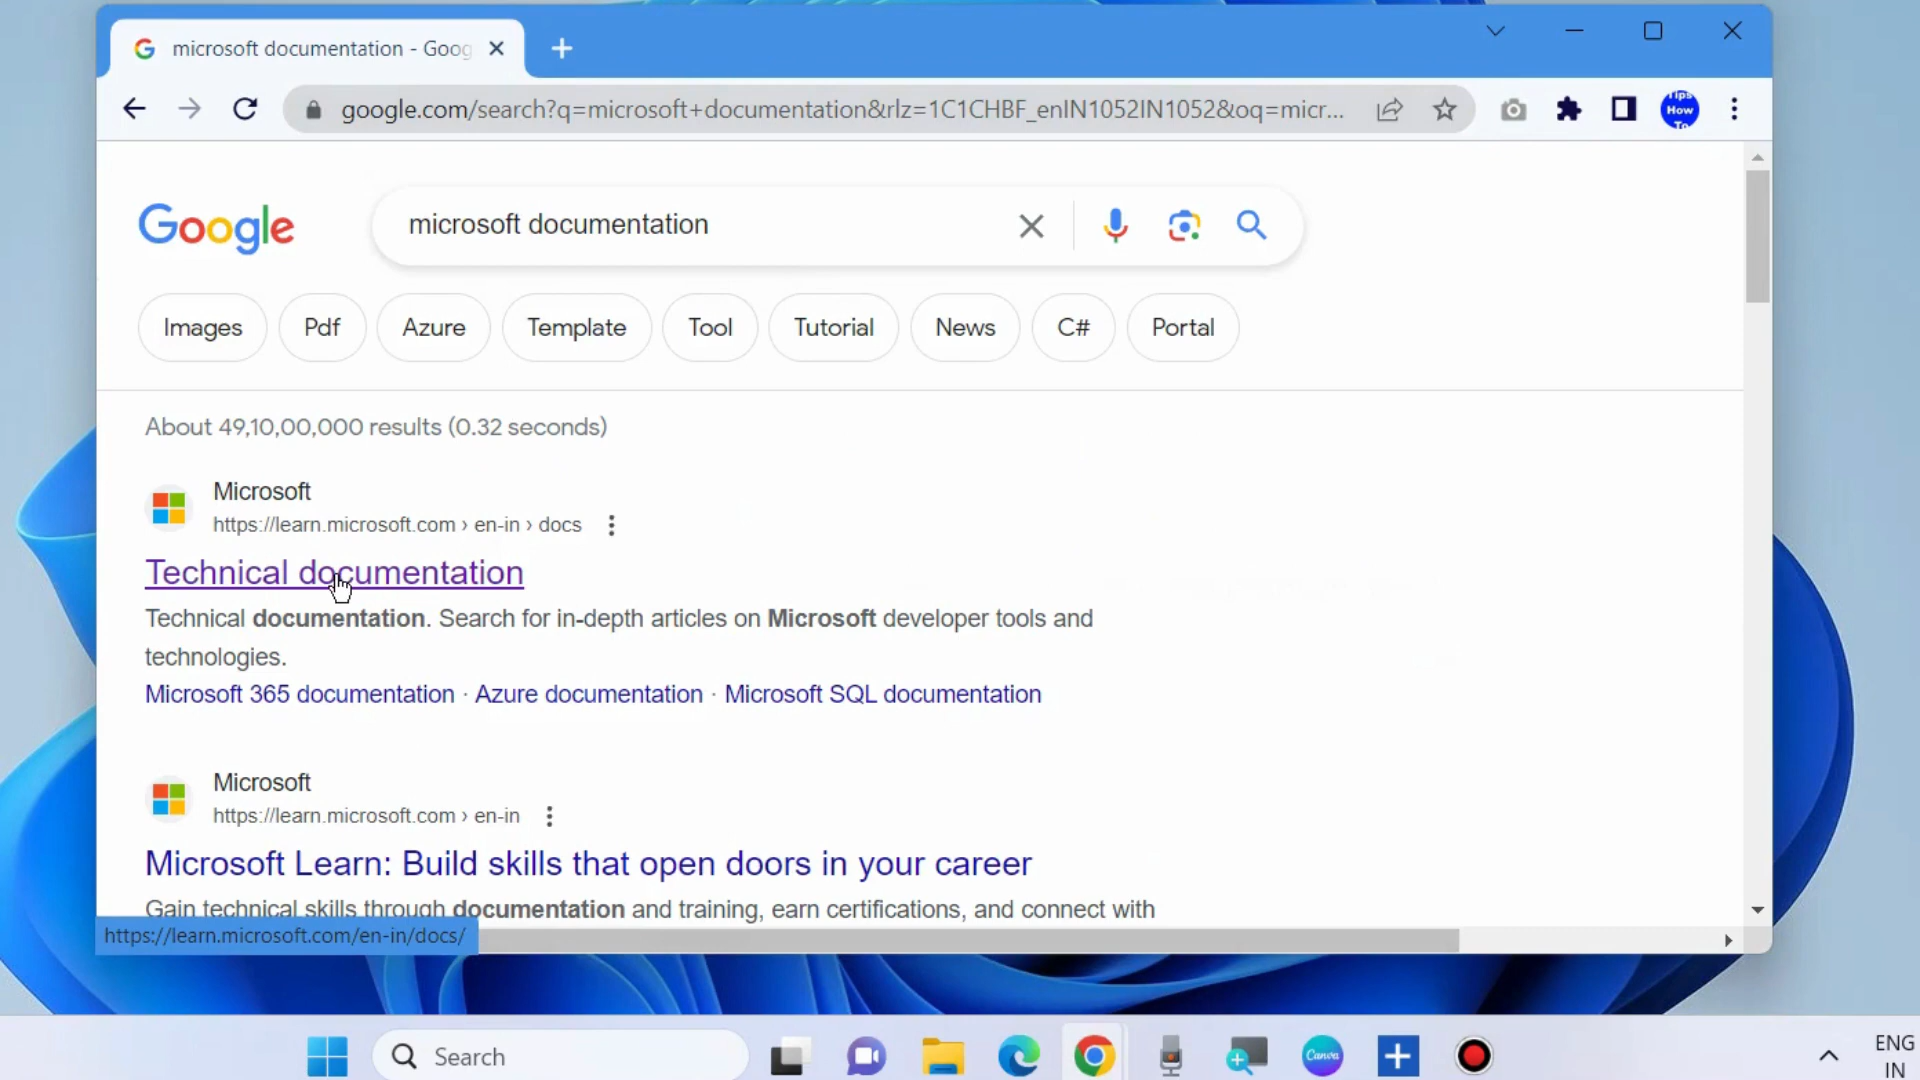 microsoft documentation - Goog
google.com/search?q=microsoft+documentation&rlz=1C1CHBF_enIN1052IN1052&oq=micr...
Tips
How
To
Google
microsoft documentation
Images
Pdf
Azure
Template
Tool
Tutorial
News
C#
Portal
About 49,10,00,000 results (0.32 seconds)
Microsoft
https://learn.microsoft.com › en-in › docs
Technical documentation
Technical documentation. Search for in-depth articles on Microsoft developer tools and
technologies.
Microsoft 365 documentation · Azure documentation · Microsoft SQL documentation
Microsoft
https://learn.microsoft.com › en-in
Microsoft Learn: Build skills that open doors in your career
Gain technical skills through documentation and training, earn certifications, and connect with
https://learn.microsoft.com/en-in/docs/
Search
Canva
ENG
IN